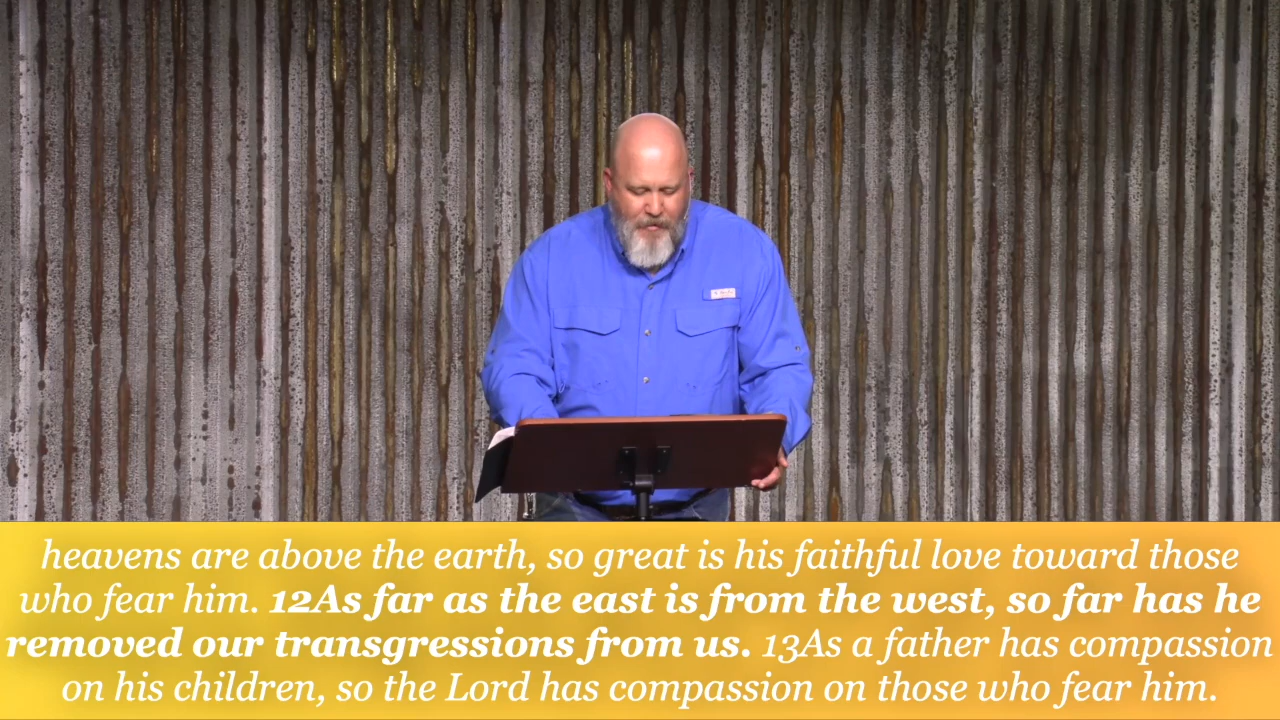 heavens are above the earth, so great is his faithful love toward those
who fear him. 12As far as the east is from the west, so far has he
removed our transgressions from us. 13As a father has compassion
on his children, so the Lord has compassion on those who fear him.